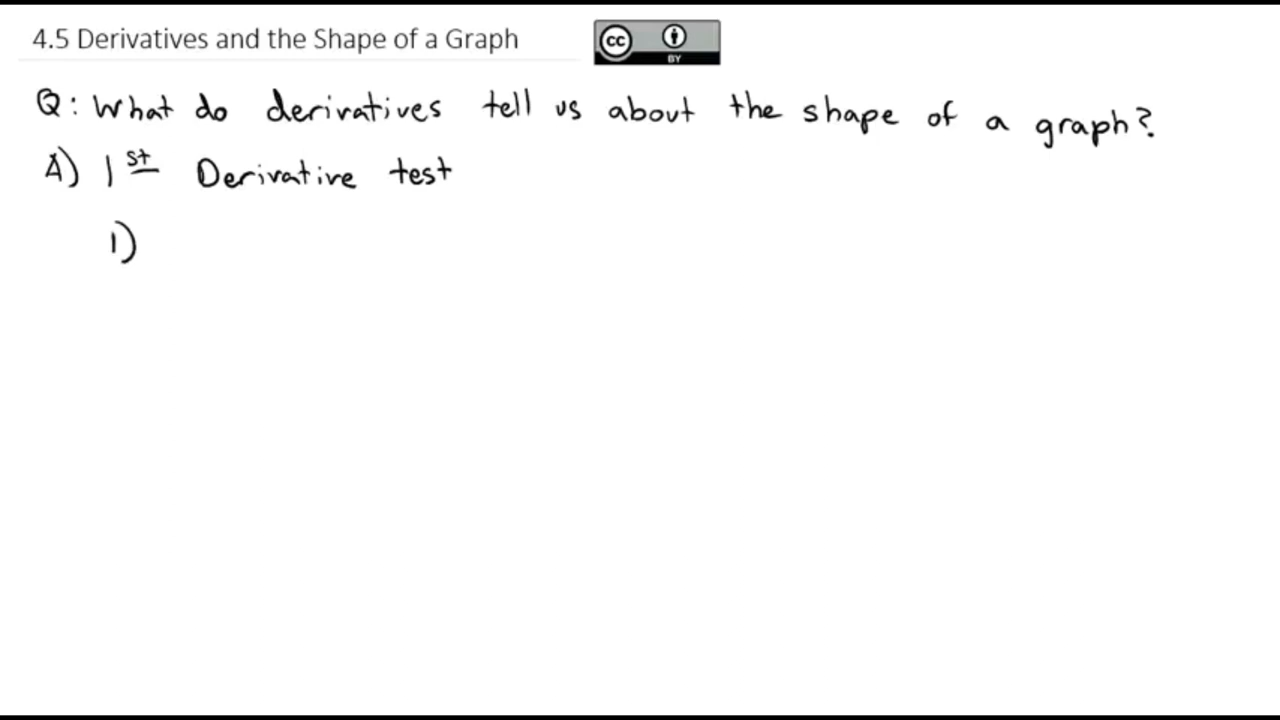 4.5 Derivatives and the Shape of a Graph
cc BY
Q: What do derivatives tell us about the shape of a graph?
A) 1st Derivative test
1)